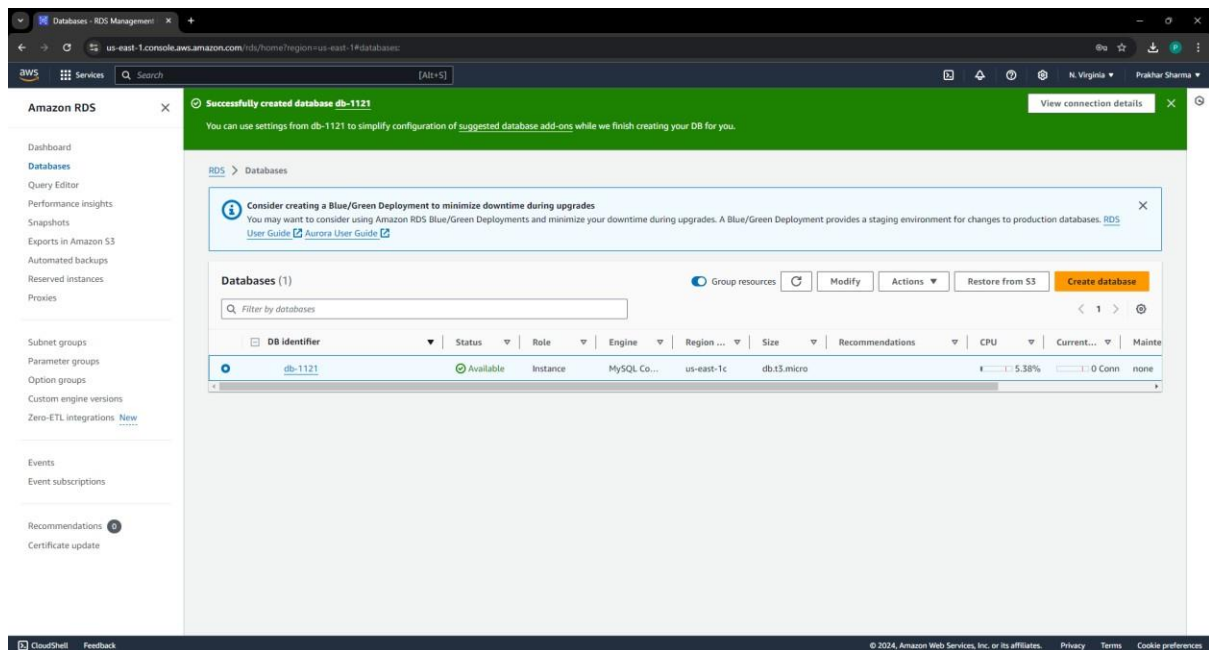 Databases - RDS Management
us-east-1.console.aws.amazon.com/rds/home?region=us-east-1#databases:
aws Services Search [Alt+S] N. Virginia ▼ Prakhar Sharma ▼
Amazon RDS
Dashboard
Databases
Query Editor
Performance insights
Snapshots
Exports in Amazon S3
Automated backups
Reserved instances
Proxies
Subnet groups
Parameter groups
Option groups
Custom engine versions
Zero-ETL integrations New
Events
Event subscriptions
Recommendations 0
Certificate update
Successfully created database db-1121
View connection details
You can use settings from db-1121 to simplify configuration of suggested database add-ons while we finish creating your DB for you.
RDS > Databases
Consider creating a Blue/Green Deployment to minimize downtime during upgrades
You may want to consider using Amazon RDS Blue/Green Deployments and minimize your downtime during upgrades. A Blue/Green Deployment provides a staging environment for changes to production databases. RDS
User Guide Aurora User Guide
Databases (1) Group resources Modify Actions ▼ Restore from S3 Create database
Filter by databases < 1 >
DB identifier Status Role Engine Region ... Size Recommendations CPU Current... Mainte
db-1121 Available Instance MySQL Co... us-east-1c db.t3.micro 5.38% 0 Conn none
CloudShell Feedback © 2024, Amazon Web Services, Inc. or its affiliates. Privacy Terms Cookie preferences